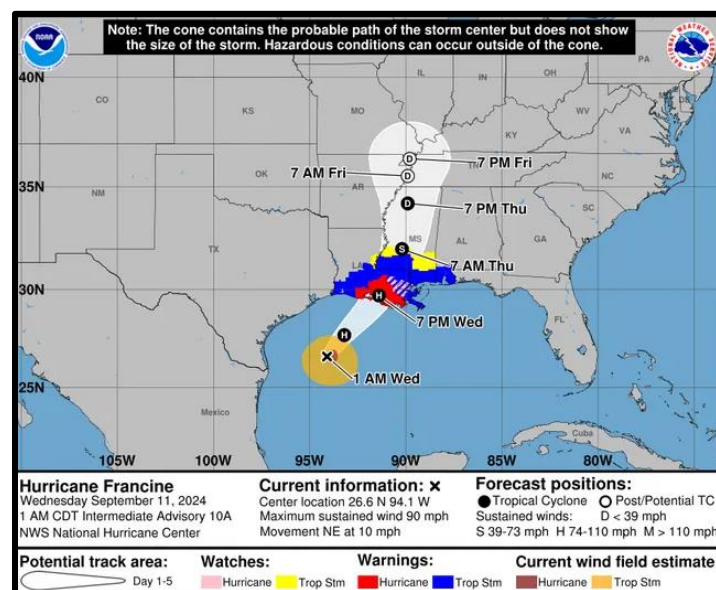 Note: The cone contains the probable path of the storm center but does not show
the size of the storm. Hazardous conditions can occur outside of the cone.
NOAA
NATIONAL WEATHER SERVICE
40N
35N
30N
25N
CO
KS
MO
IL
IN
OH
PA
MD
DE
WV
VA
KY
NM
OK
AR
TN
NC
SC
TX
LA
MS
AL
GA
FL
Mexico
Cuba
7 AM Fri
D
7 PM Fri
D
D
7 PM Thu
S
7 AM Thu
H
7 PM Wed
H
1 AM Wed
105W
100W
95W
90W
85W
80W
Hurricane Francine
Wednesday September 11, 2024
1 AM CDT Intermediate Advisory 10A
NWS National Hurricane Center
Current information: ×
Center location 26.6 N 94.1 W
Maximum sustained wind 90 mph
Movement NE at 10 mph
Forecast positions:
Tropical Cyclone Post/Potential TC
Sustained winds: D < 39 mph
S 39-73 mph H 74-110 mph M > 110 mph
Potential track area:
Day 1-5
Watches:
Hurricane Trop Stm
Warnings:
Hurricane Trop Stm
Current wind field estimate:
Hurricane Trop Stm